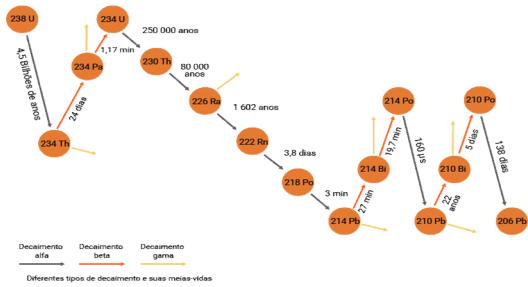 238 U
4,5 Bilhões de anos
234 Th
24 dias
234 Pa
1,17 min
234 U
250 000 anos
230 Th
80 000
anos
226 Ra
1 602 anos
222 Rn
3,8 dias
218 Po
3 min
214 Pb
27 min
214 Bi
19,7 min
214 Po
160 µs
210 Pb
22
anos
210 Bi
5 dias
210 Po
138 dias
206 Pb
Decaimento
alfa
Decaimento
beta
Decaimento
gama
Diferentes tipos de decaimento e suas meias-vidas